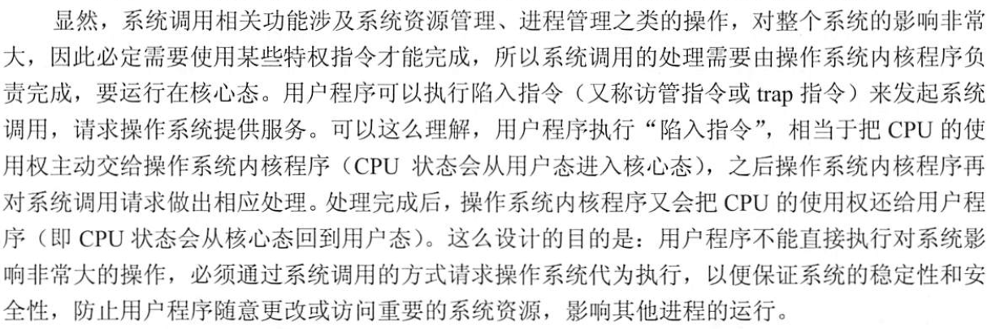 显然，系统调用相关功能涉及系统资源管理、进程管理之类的操作，对整个系统的影响非常
大，因此必定需要使用某些特权指令才能完成，所以系统调用的处理需要由操作系统内核程序负
责完成，要运行在核心态。用户程序可以执行陷入指令（又称访管指令或 trap 指令）来发起系统
调用，请求操作系统提供服务。可以这么理解，用户程序执行“陷入指令”，相当于把 CPU 的使
用权主动交给操作系统内核程序（CPU 状态会从用户态进入核心态），之后操作系统内核程序再
对系统调用请求做出相应处理。处理完成后，操作系统内核程序又会把 CPU 的使用权还给用户程
序（即 CPU 状态会从核心态回到用户态）。这么设计的目的是：用户程序不能直接执行对系统影
响非常大的操作，必须通过系统调用的方式请求操作系统代为执行，以便保证系统的稳定性和安
全性，防止用户程序随意更改或访问重要的系统资源，影响其他进程的运行。